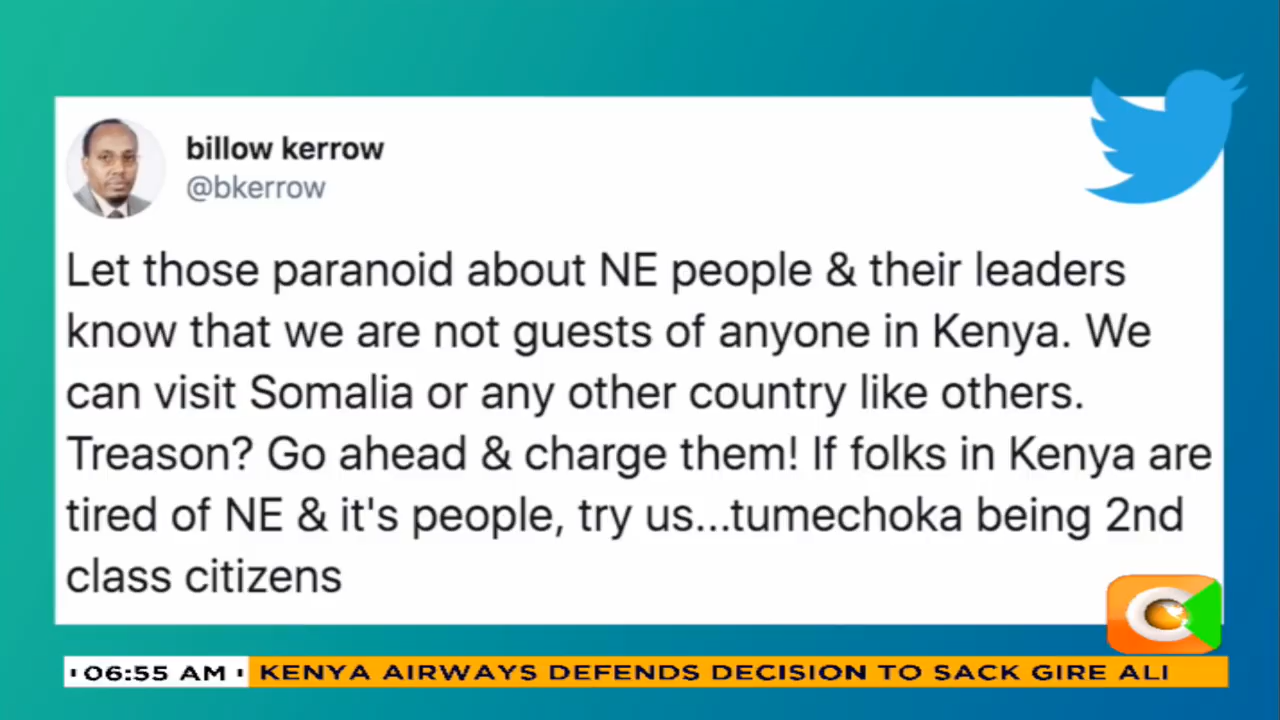 billow kerrow
@bkerrow
Let those paranoid about NE people & their leaders
know that we are not guests of anyone in Kenya. We
can visit Somalia or any other country like others.
Treason? Go ahead & charge them! If folks in Kenya are
tired of NE & it's people, try us...tumechoka being 2nd
class citizens
06:55 AM
KENYA AIRWAYS DEFENDS DECISION TO SACK GIRE ALI